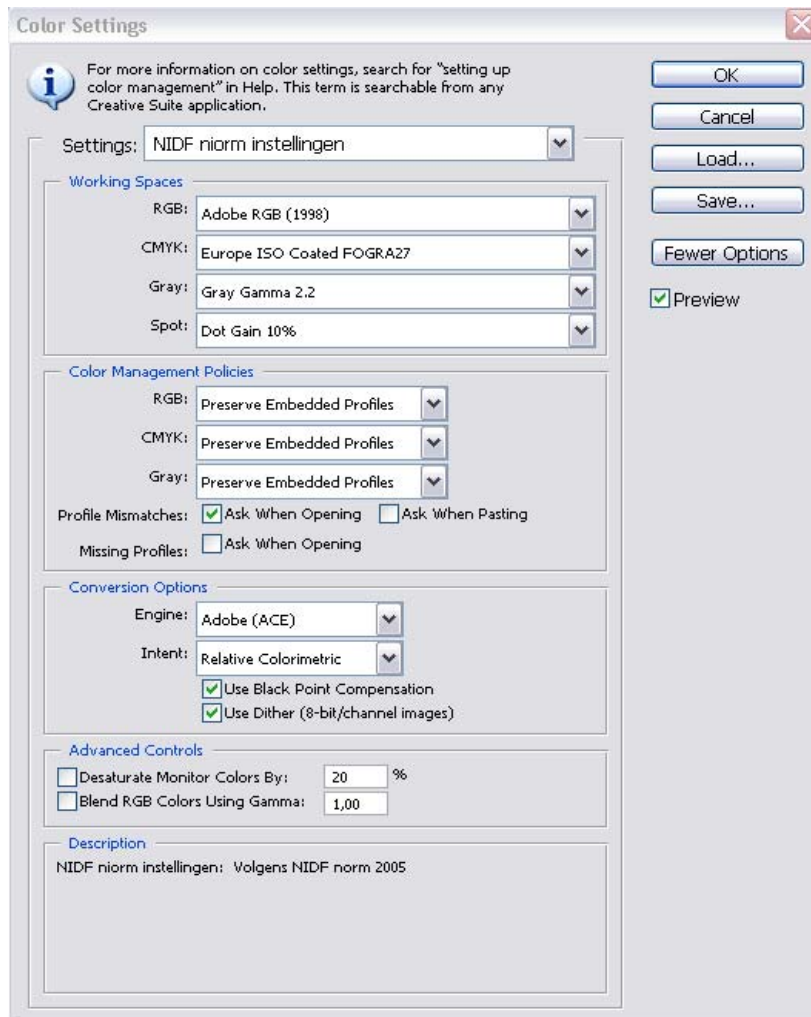 Color Settings
For more information on color settings, search for “setting up
color management” in Help. This term is searchable from any
Creative Suite application.
Settings: NIDF niorm instellingen
Working Spaces
RGB: Adobe RGB (1998)
CMYK: Europe ISO Coated FOGRA27
Gray: Gray Gamma 2.2
Spot: Dot Gain 10%
Color Management Policies
RGB: Preserve Embedded Profiles
CMYK: Preserve Embedded Profiles
Gray: Preserve Embedded Profiles
Profile Mismatches: Ask When Opening Ask When Pasting
Missing Profiles: Ask When Opening
Conversion Options
Engine: Adobe (ACE)
Intent: Relative Colorimetric
Use Black Point Compensation
Use Dither (8-bit/channel images)
Advanced Controls
Desaturate Monitor Colors By: 20 %
Blend RGB Colors Using Gamma: 1,00
Description
NIDF niorm instellingen: Volgens NIDF norm 2005
OK
Cancel
Load...
Save...
Fewer Options
Preview